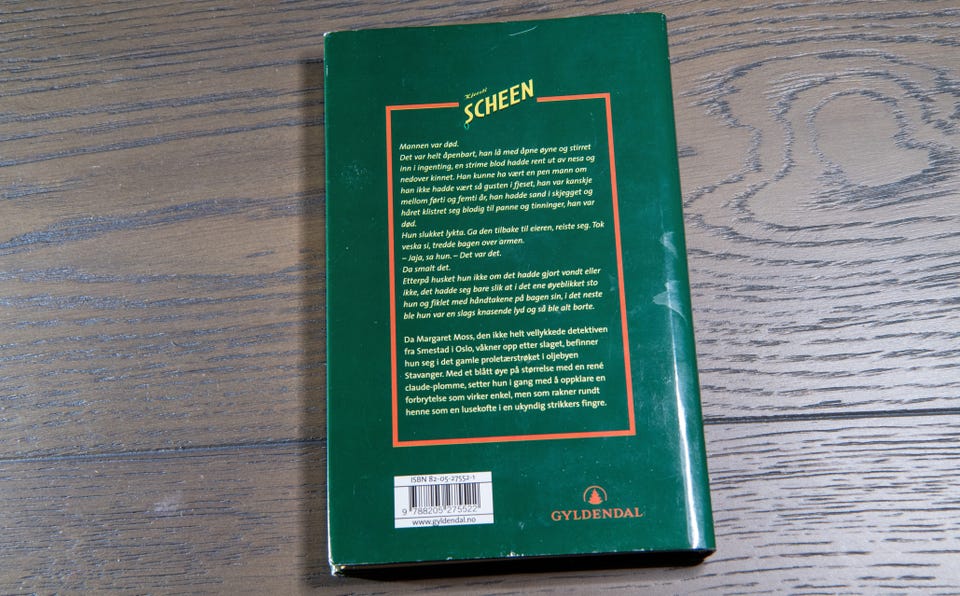 Kjersti
SCHEEN
Mannen var død.
Det var helt åpenbart, han lå med åpne øyne og stirret
inn i ingenting, en strime blod hadde rent ut av nesa og
nedover kinnet. Han kunne ha vært en pen mann om
han ikke hadde vært så gusten i fjeset, han var kanskje
mellom førti og femti år, han hadde sand i skjegget og
håret klistret seg blodig til panne og tinninger, han var
død.
Hun slukket lykta. Ga den tilbake til eieren, reiste seg. Tok
veska si, tredde bagen over armen.
– Jaja, sa hun. – Det var det.
Da smalt det.
Etterpå husket hun ikke om det hadde gjort vondt eller
ikke, det hadde seg bare slik at i det ene øyeblikket sto
hun og fiklet med håndtakene på bagen sin, i det neste
ble hun var en slags knasende lyd og så ble alt borte.
Da Margaret Moss, den ikke helt vellykkede detektiven
fra Smestad i Oslo, våkner opp etter slaget, befinner
hun seg i det gamle proletærstrøket i oljebyen
Stavanger. Med et blått øye på størrelse med en rené
claude-plomme, setter hun i gang med å oppklare en
forbrytelse som virker enkel, men som rakner rundt
henne som en lusekofte i en ukyndig strikkers fingre.
ISBN 82-05-27552-1
9 788205 275522
www.gyldendal.no
GYLDENDAL